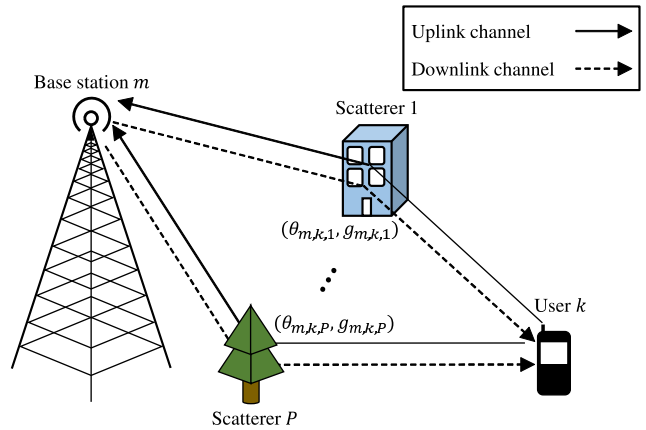 Uplink channel
Downlink channel
Base station m
Scatterer 1
(θm,k,1, gm,k,1)
User k
(θm,k,P, gm,k,P)
Scatterer P